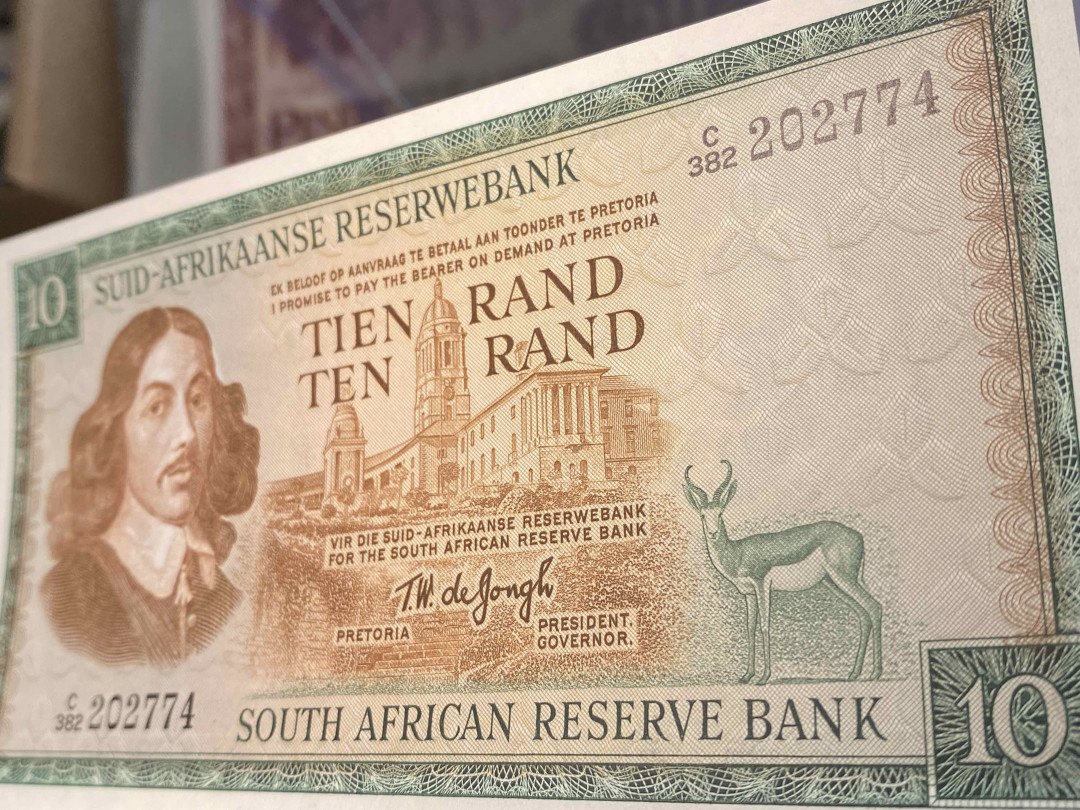 C
382 202774
10
SUID-AFRIKAANSE RESERWEBANK
EK BELOOF OP AANVRAAG TE BETAAL AAN TOONDER TE PRETORIA
I PROMISE TO PAY THE BEARER ON DEMAND AT PRETORIA
TIEN RAND
TEN RAND
VIR DIE SUID-AFRIKAANSE RESERWEBANK
FOR THE SOUTH AFRICAN RESERVE BANK
T.W. de Jongh
PRETORIA
PRESIDENT.
GOVERNOR.
C
382 202774
SOUTH AFRICAN RESERVE BANK
10